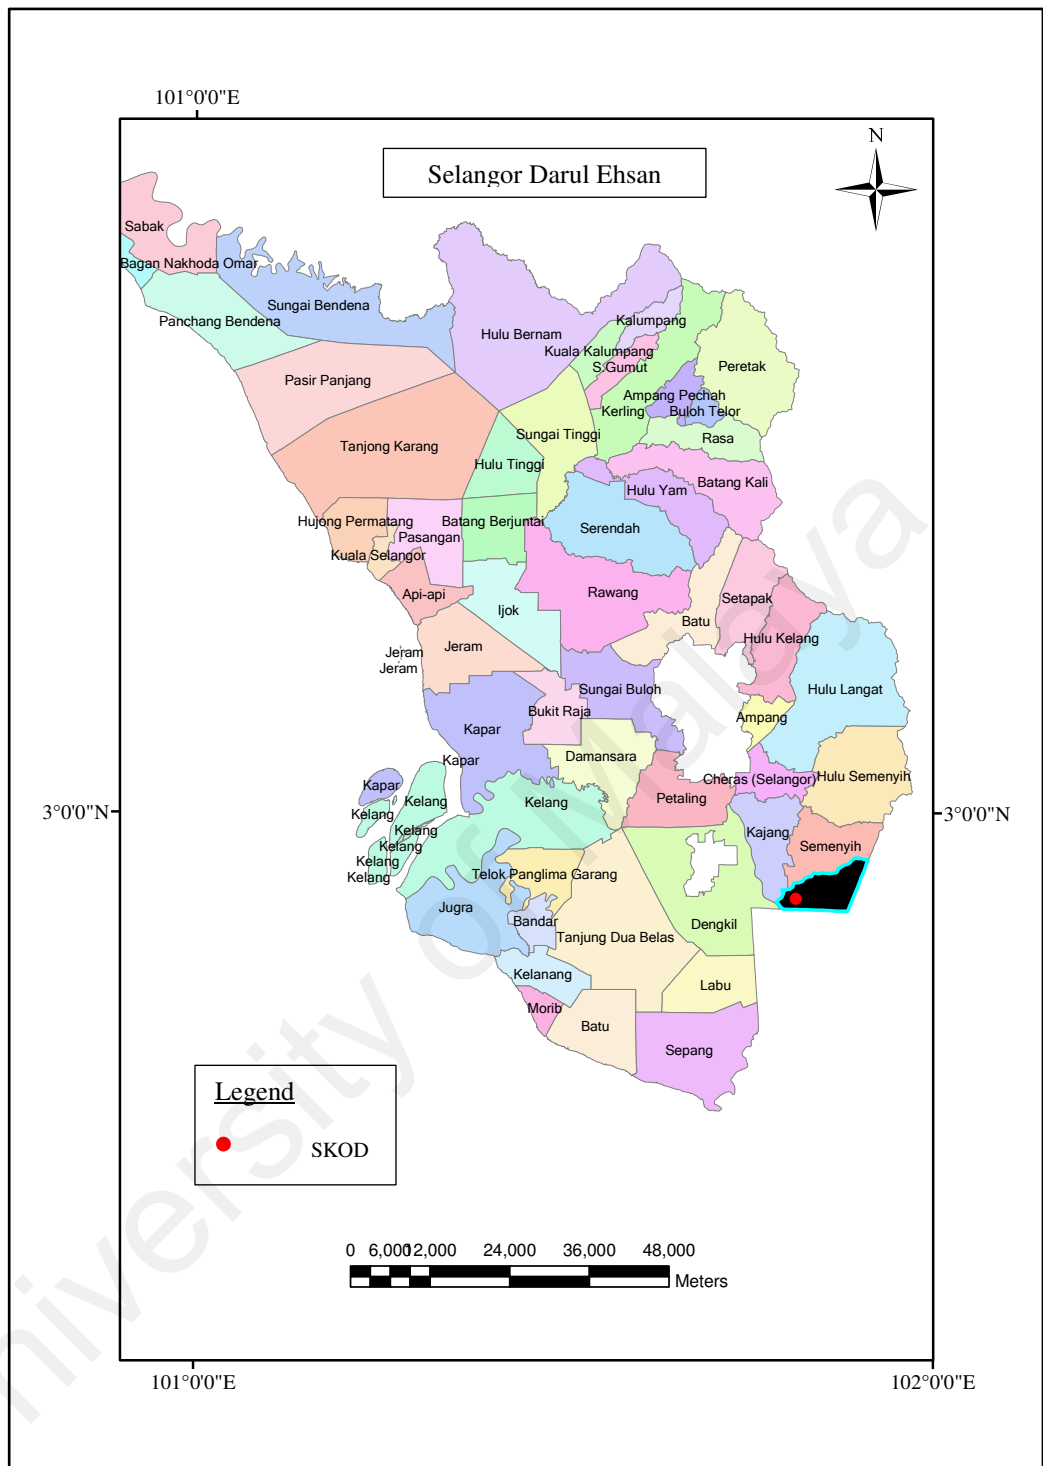 101°0'0"E
N
Selangor Darul Ehsan
Sabak
Bagan Nakhoda Omar
Sungai Bendena
Panchang Bendena
Kalumpang
Hulu Bernam
Kuala Kalumpang
S.Gumut
Peretak
Pasir Panjang
Ampang Pechah
Kerling
Buloh Telor
Sungai Tinggi
Rasa
Tanjong Karang
Hulu Tinggi
Batang Kali
Hulu Yam
Hujong Permatang
Batang Berjuntai
Serendah
Pasangan
Kuala Selangor
Api-api
Rawang
Setapak
Ijok
Batu
Hulu Kelang
Jeram
Jeram
Jeram
Sungai Buloh
Hulu Langat
Bukit Raja
Ampang
Kapar
Damansara
Kapar
Cheras (Selangor)
Hulu Semenyih
Kapar
Kelang
Kelang
Petaling
3°0'0"N
Kelang
3°0'0"N
Kelang
Kajang
Kelang
Semenyih
Kelang
Kelang
Telok Panglima Garang
Jugra
Bandar
Dengkil
Tanjung Dua Belas
Kelanang
Labu
Morib
Batu
Sepang
Legend
SKOD
0 6,000 12,000 24,000 36,000 48,000
Meters
101°0'0"E
102°0'0"E
University of Malaya